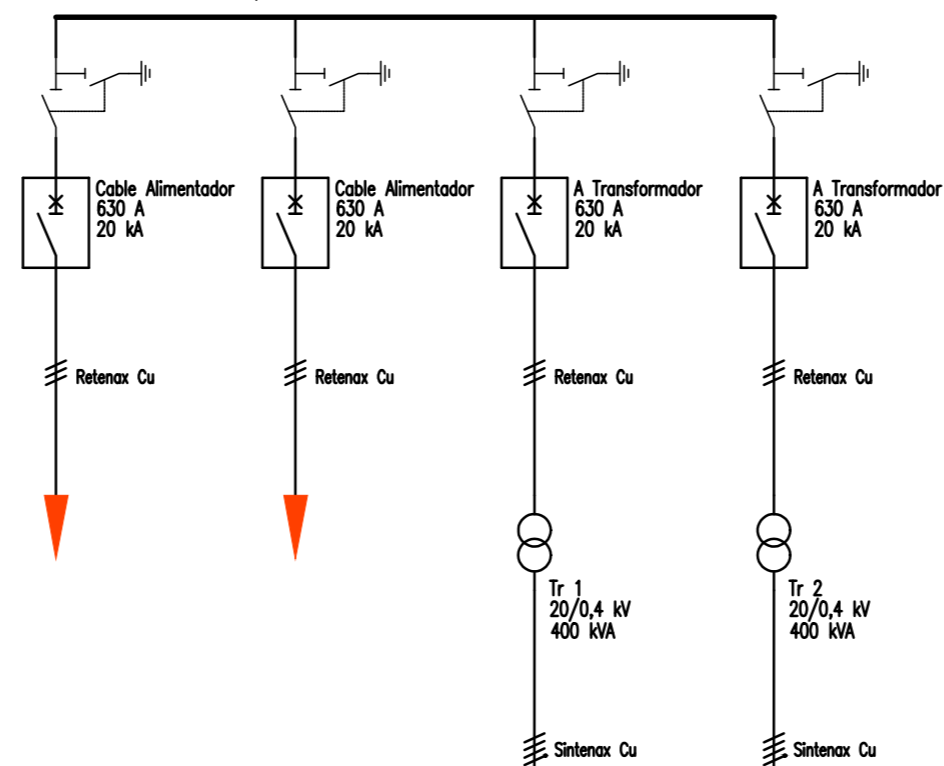 Cable Alimentador
630 A
20 kA
Cable Alimentador
630 A
20 kA
A Transformador
630 A
20 kA
A Transformador
630 A
20 kA
Retenax Cu
Retenax Cu
Retenax Cu
Retenax Cu
Tr 1
20/0,4 kV
400 kVA
Tr 2
20/0,4 kV
400 kVA
Sintenax Cu
Sintenax Cu